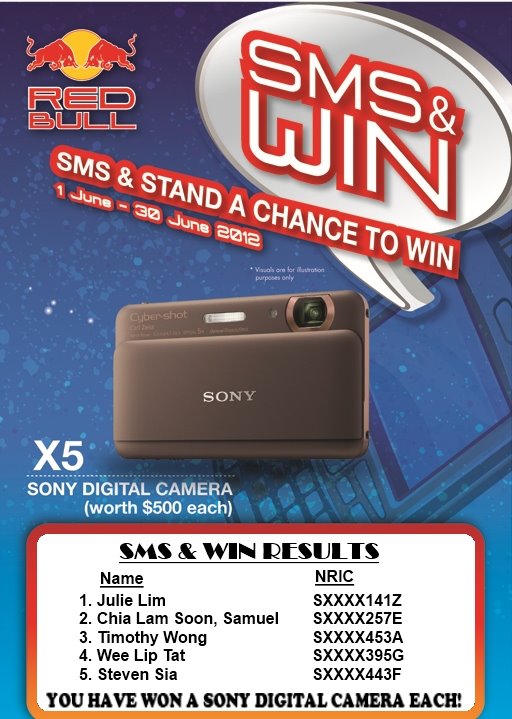 RED
BULL
SMS &
WIN
SMS & STAND A CHANCE TO WIN
1 June - 30 June 2012
* Visuals are for illustration
purposes only
Cyber-shot
Carl Zeiss
SONY
X5
SONY DIGITAL CAMERA
(worth $500 each)
SMS & WIN RESULTS
Name NRIC
1. Julie Lim SXXXX141Z
2. Chia Lam Soon, Samuel SXXXX257E
3. Timothy Wong SXXXX453A
4. Wee Lip Tat SXXXX395G
5. Steven Sia SXXXX443F
YOU HAVE WON A SONY DIGITAL CAMERA EACH!